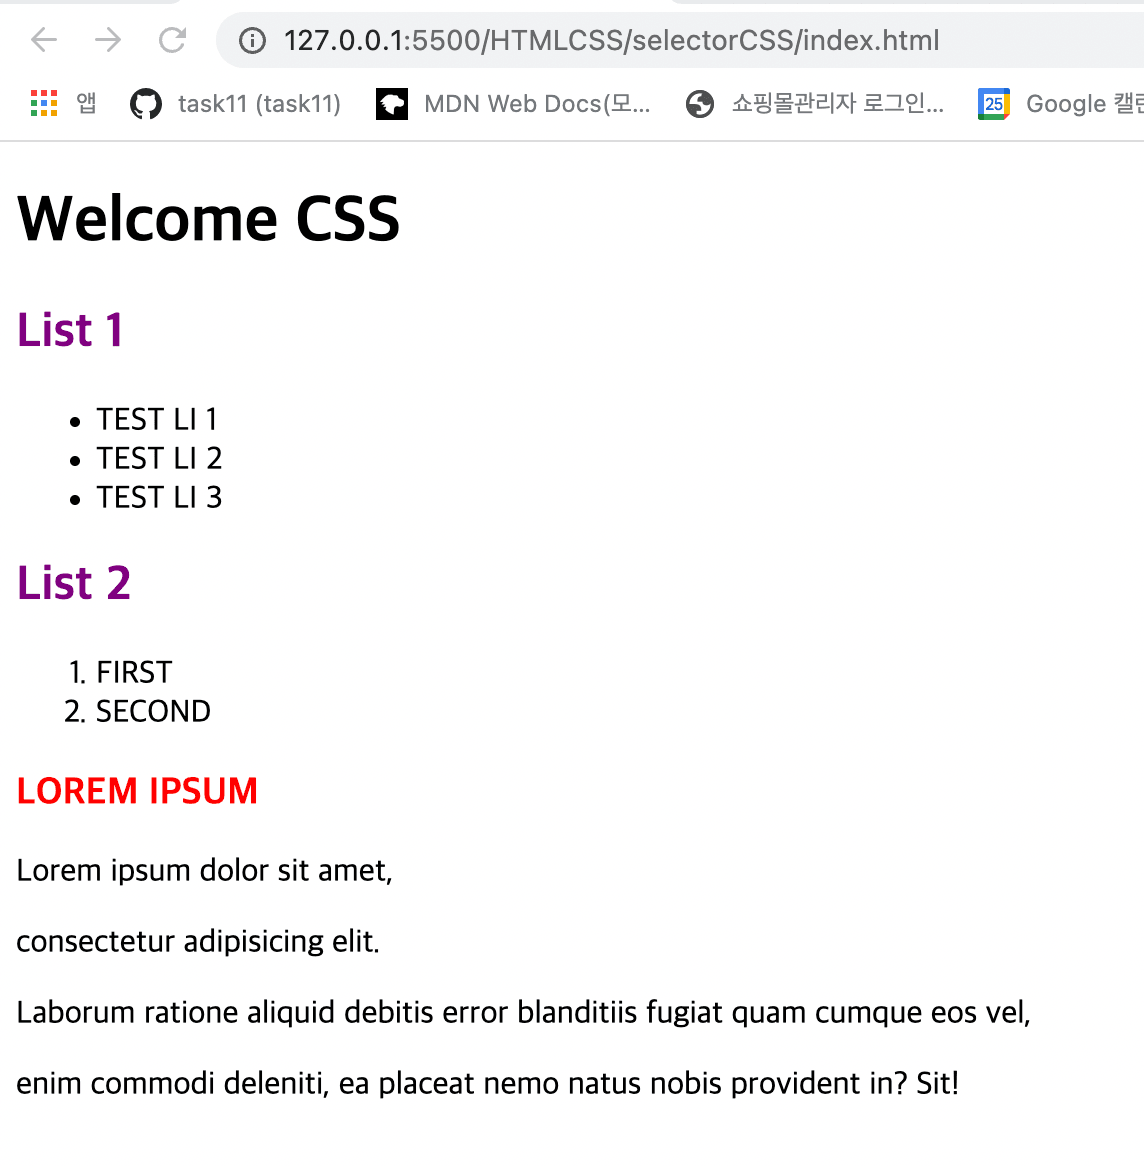 127.0.0.1:5500/HTMLCSS/selectorCSS/index.html
앱 task11 (task11) MDN Web Docs(모... 쇼핑몰관리자 로그인... 25 Google
Welcome CSS
List 1
• TEST LI 1
• TEST LI 2
• TEST LI 3
List 2
1. FIRST
2. SECOND
LOREM IPSUM
Lorem ipsum dolor sit amet,
consectetur adipisicing elit.
Laborum ratione aliquid debitis error blanditiis fugiat quam cumque eos vel,
enim commodi deleniti, ea placeat nemo natus nobis provident in? Sit!